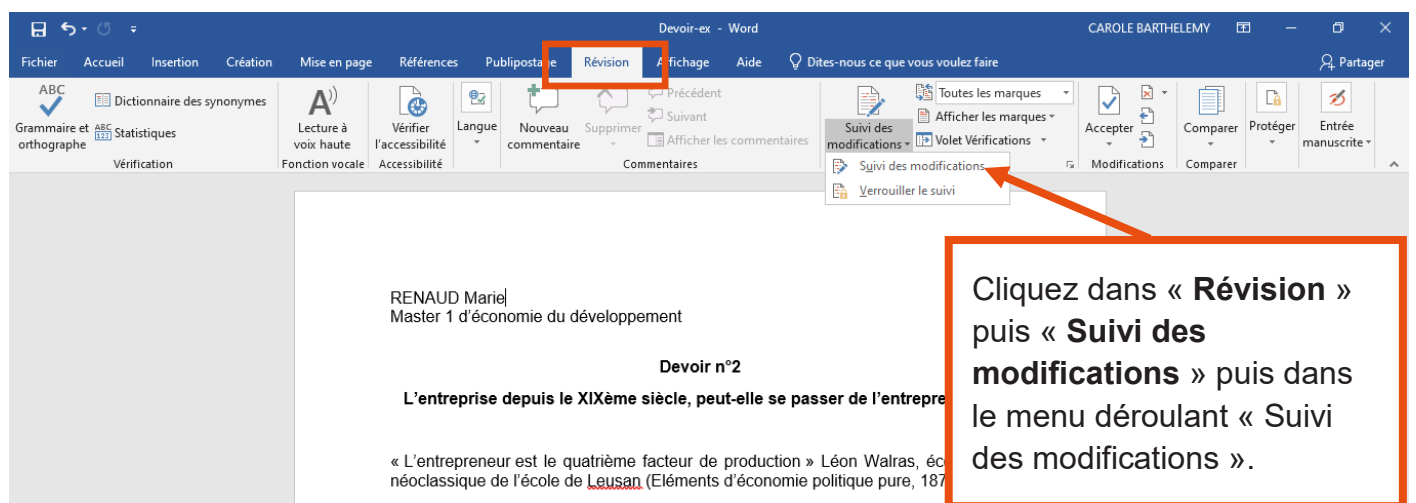 Devoir-ex - Word
CAROLE BARTHELEMY
Fichier Accueil Insertion Création Mise en page Références Publipostage Révision Affichage Aide Dites-nous ce que vous voulez faire Partager
ABC
Grammaire et orthographe
Dictionnaire des synonymes
ABC 123 Statistiques
Vérification
A
Lecture à voix haute
Fonction vocale
Vérifier l'accessibilité
Accessibilité
Langue
Nouveau commentaire
Supprimer
Précédent
Suivant
Afficher les commentaires
Commentaires
Suivi des modifications
Toutes les marques
Afficher les marques
Volet Vérifications
Suivi des modifications
Verrouiller le suivi
Accepter
Modifications
Comparer
Comparer
Protéger
Entrée manuscrite
RENAUD Marie
Master 1 d'économie du développement
Devoir n°2
L'entreprise depuis le XIXème siècle, peut-elle se passer de l'entrepre
« L'entrepreneur est le quatrième facteur de production » Léon Walras, éc
néoclassique de l'école de Leusan (Eléments d'économie politique pure, 187
Cliquez dans « Révision »
puis « Suivi des
modifications » puis dans
le menu déroulant « Suivi
des modifications ».